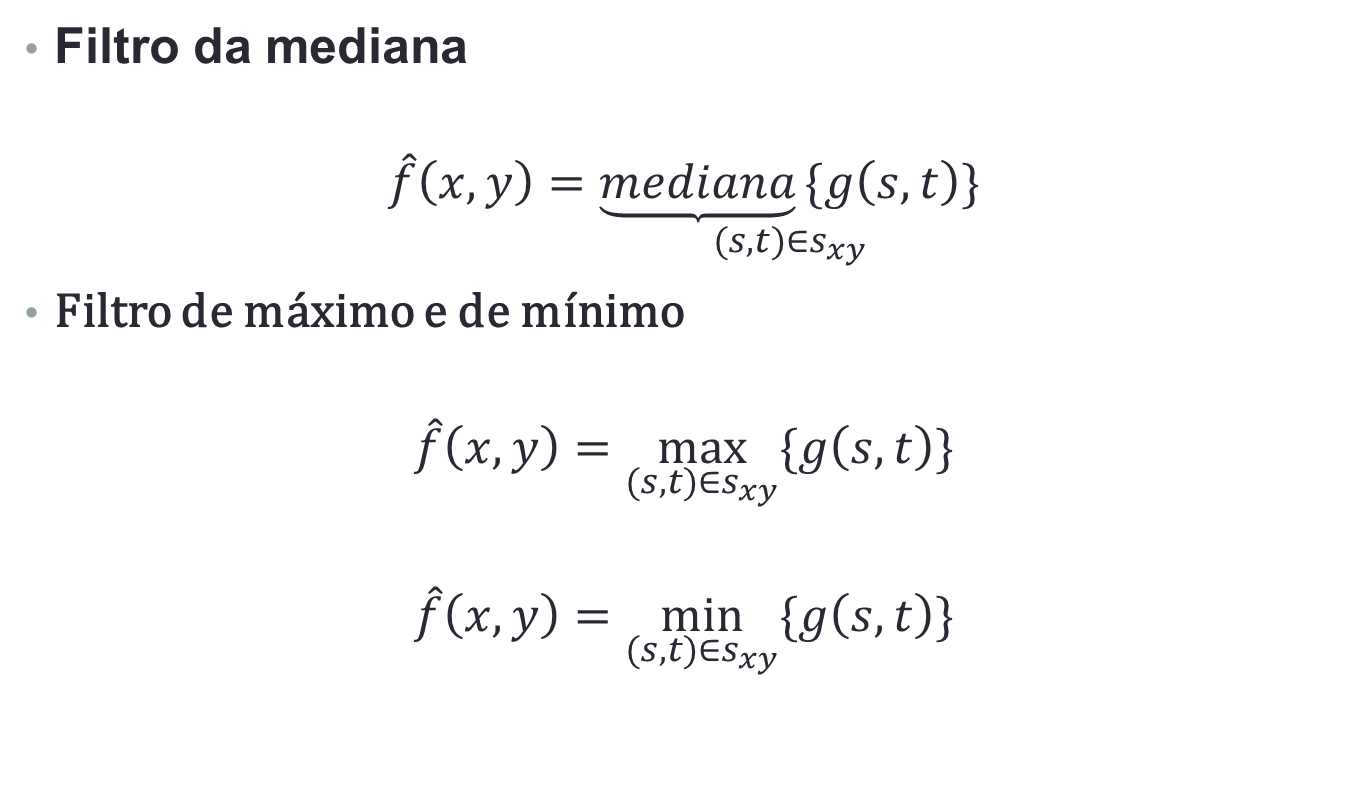 • Filtro da mediana
f̂(x, y) = mediana {g(s, t)}
(s,t)∈s_xy
• Filtro de máximo e de mínimo
f̂(x, y) = max {g(s, t)}
(s,t)∈s_xy
f̂(x, y) = min {g(s, t)}
(s,t)∈s_xy